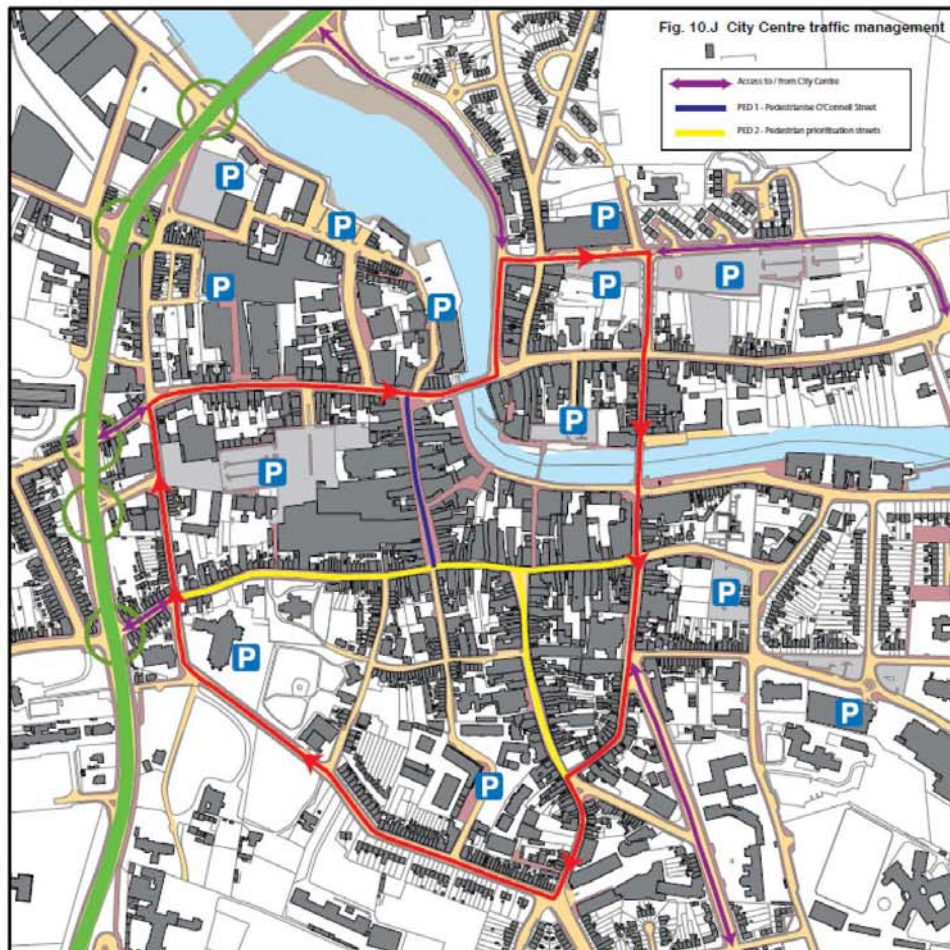 Fig. 10.J City Centre traffic management
Access to / from City Centre
PED 1 - Pedestrianise O'Connell Street
PED 2 - Pedestrian prioritisation streets
P
P
P
P
P
P
P
P
P
P
P
P
P